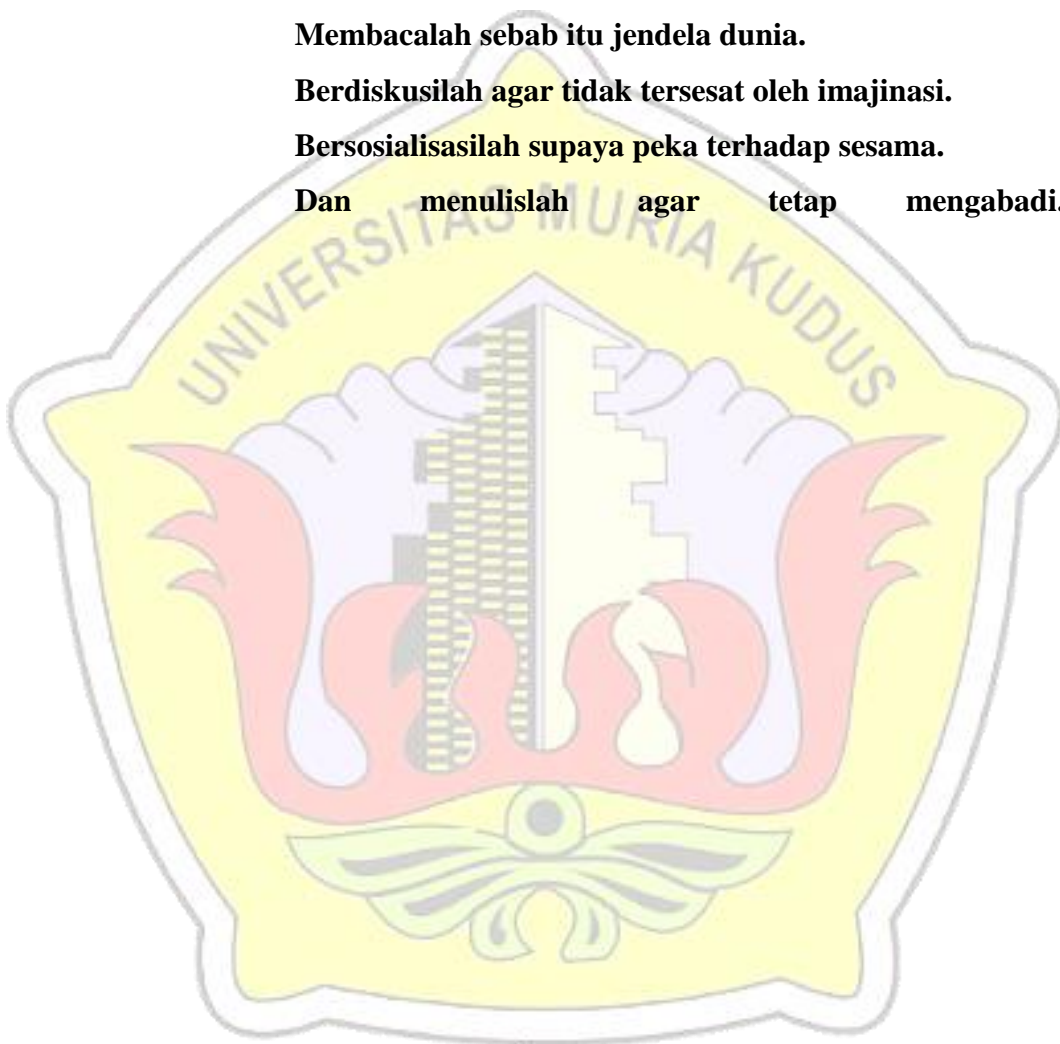 Membacalah sebab itu jendela dunia.
Berdiskusilah agar tidak tersesat oleh imajinasi.
Bersosialisasilah supaya peka terhadap sesama.
Dan menulislah agar tetap mengabadi.
UNIVERSITAS MURIA KUDUS